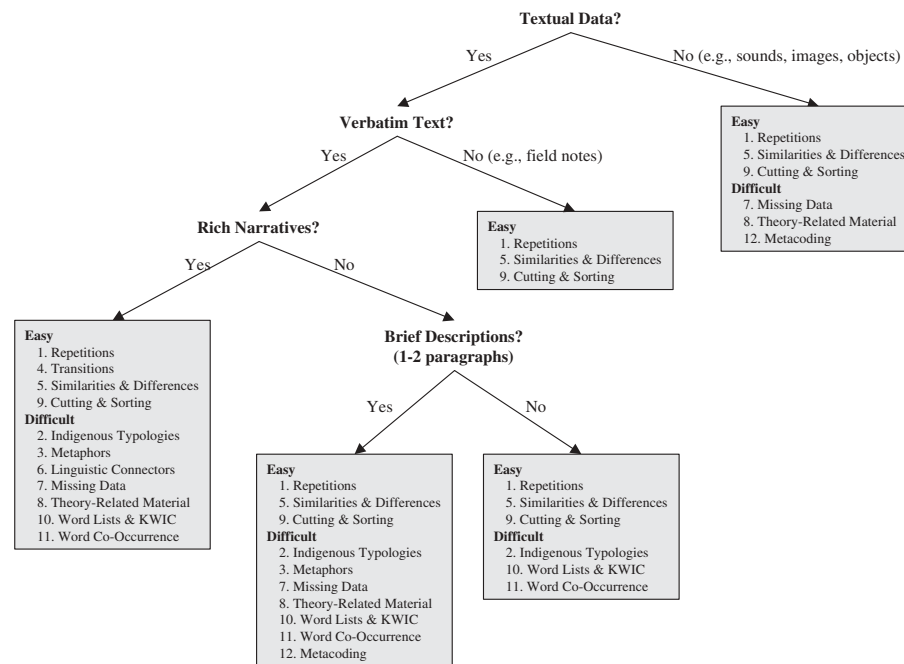 Textual Data?
Yes
No (e.g., sounds, images, objects)
Verbatim Text?
Easy
1. Repetitions
5. Similarities & Differences
9. Cutting & Sorting
Difficult
7. Missing Data
8. Theory-Related Material
12. Metacoding
Yes
No (e.g., field notes)
Rich Narratives?
Easy
1. Repetitions
5. Similarities & Differences
9. Cutting & Sorting
Yes
No
Easy
1. Repetitions
4. Transitions
5. Similarities & Differences
9. Cutting & Sorting
Difficult
2. Indigenous Typologies
3. Metaphors
6. Linguistic Connectors
7. Missing Data
8. Theory-Related Material
10. Word Lists & KWIC
11. Word Co-Occurrence
Brief Descriptions?
(1-2 paragraphs)
Yes
No
Easy
1. Repetitions
5. Similarities & Differences
9. Cutting & Sorting
Difficult
2. Indigenous Typologies
3. Metaphors
7. Missing Data
8. Theory-Related Material
10. Word Lists & KWIC
11. Word Co-Occurrence
12. Metacoding
Easy
1. Repetitions
5. Similarities & Differences
9. Cutting & Sorting
Difficult
2. Indigenous Typologies
10. Word Lists & KWIC
11. Word Co-Occurrence